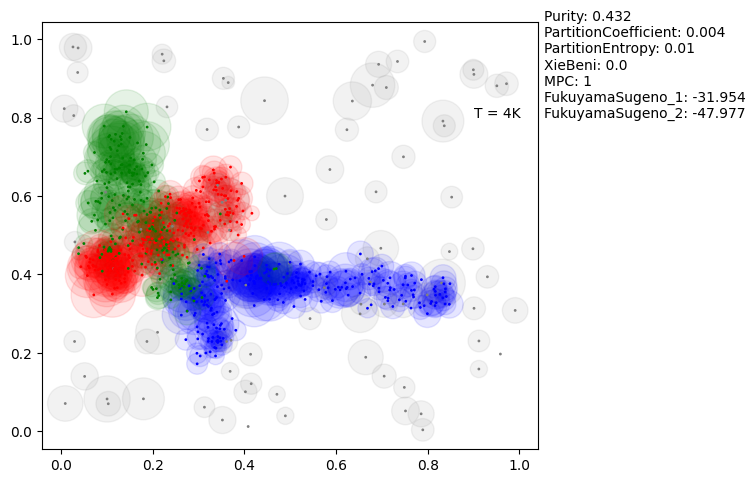 Purity: 0.432
PartitionCoefficient: 0.004
PartitionEntropy: 0.01
XieBeni: 0.0
MPC: 1
FukuyamaSugeno_1: -31.954
FukuyamaSugeno_2: -47.977
T = 4K
1.0
0.8
0.6
0.4
0.2
0.0
0.0 0.2 0.4 0.6 0.8 1.0